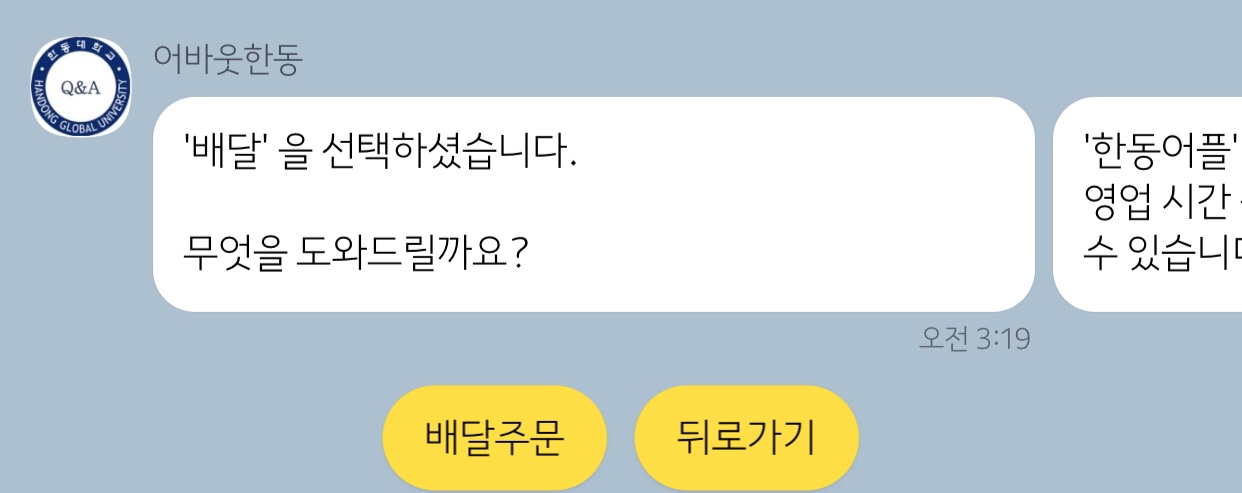 한동대학교
Q&A
HANDONG GLOBAL UNIVERSITY
어바웃한동
'배달' 을 선택하셨습니다.
무엇을 도와드릴까요?
'한동어플'
영업 시간
수 있습니다
오전 3:19
배달주문
뒤로가기